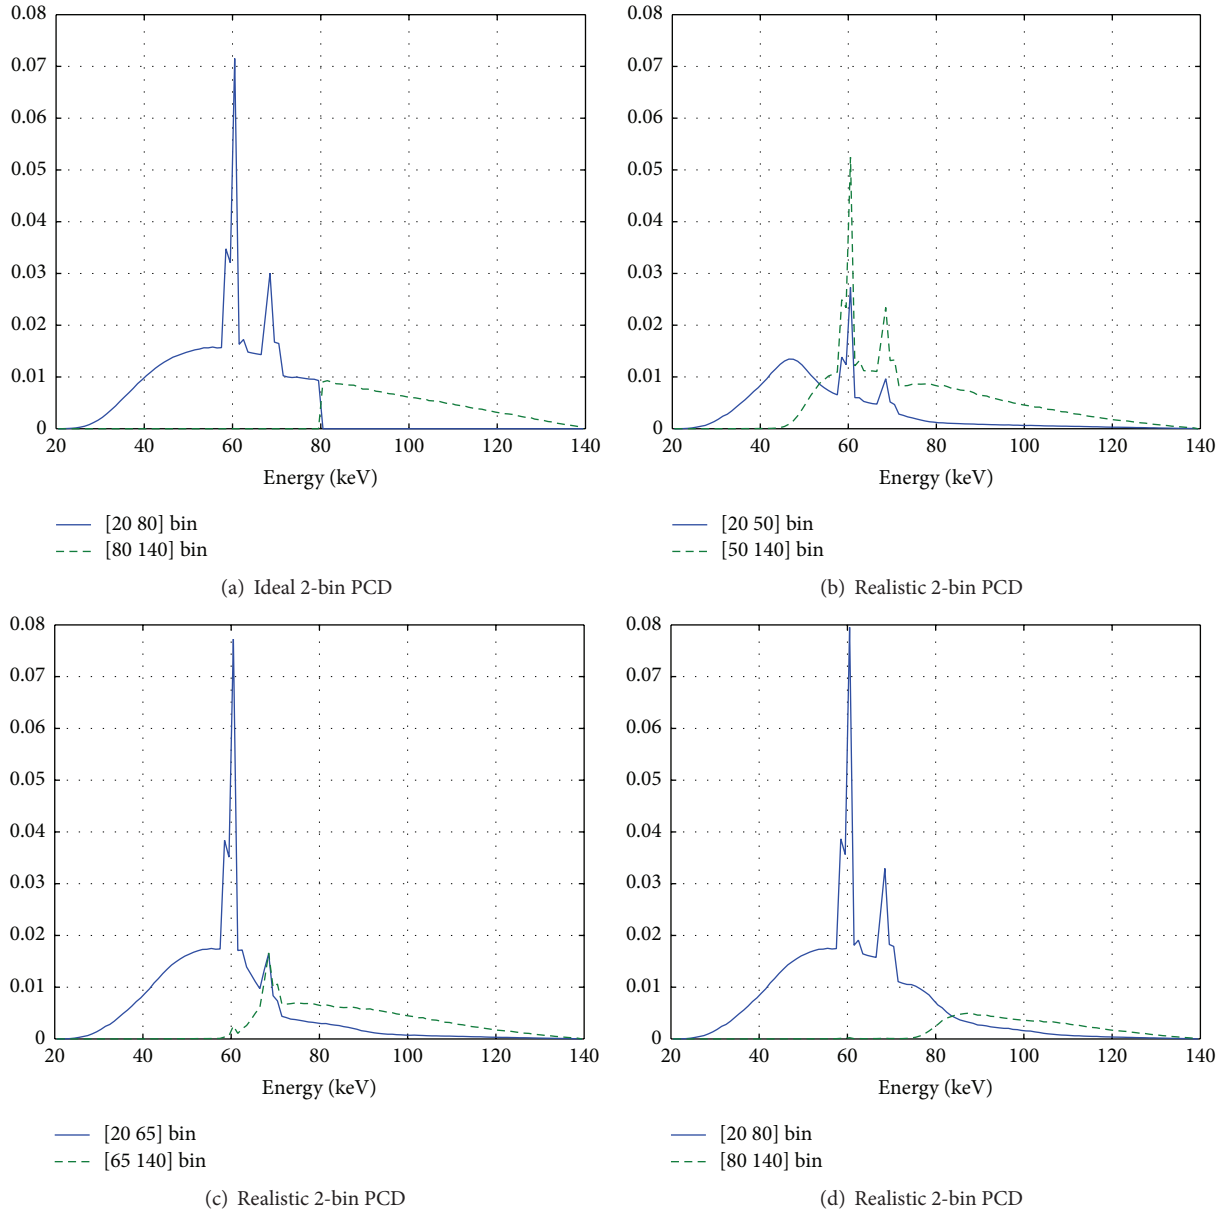 0.08
0.07
0.06
0.05
0.04
0.03
0.02
0.01
0
20 40 60 80 100 120 140
Energy (keV)
[20 80] bin
[80 140] bin
(a) Ideal 2-bin PCD
0.08
0.07
0.06
0.05
0.04
0.03
0.02
0.01
0
20 40 60 80 100 120 140
Energy (keV)
[20 50] bin
[50 140] bin
(b) Realistic 2-bin PCD
0.08
0.07
0.06
0.05
0.04
0.03
0.02
0.01
0
20 40 60 80 100 120 140
Energy (keV)
[20 65] bin
[65 140] bin
(c) Realistic 2-bin PCD
0.08
0.07
0.06
0.05
0.04
0.03
0.02
0.01
0
20 40 60 80 100 120 140
Energy (keV)
[20 80] bin
[80 140] bin
(d) Realistic 2-bin PCD